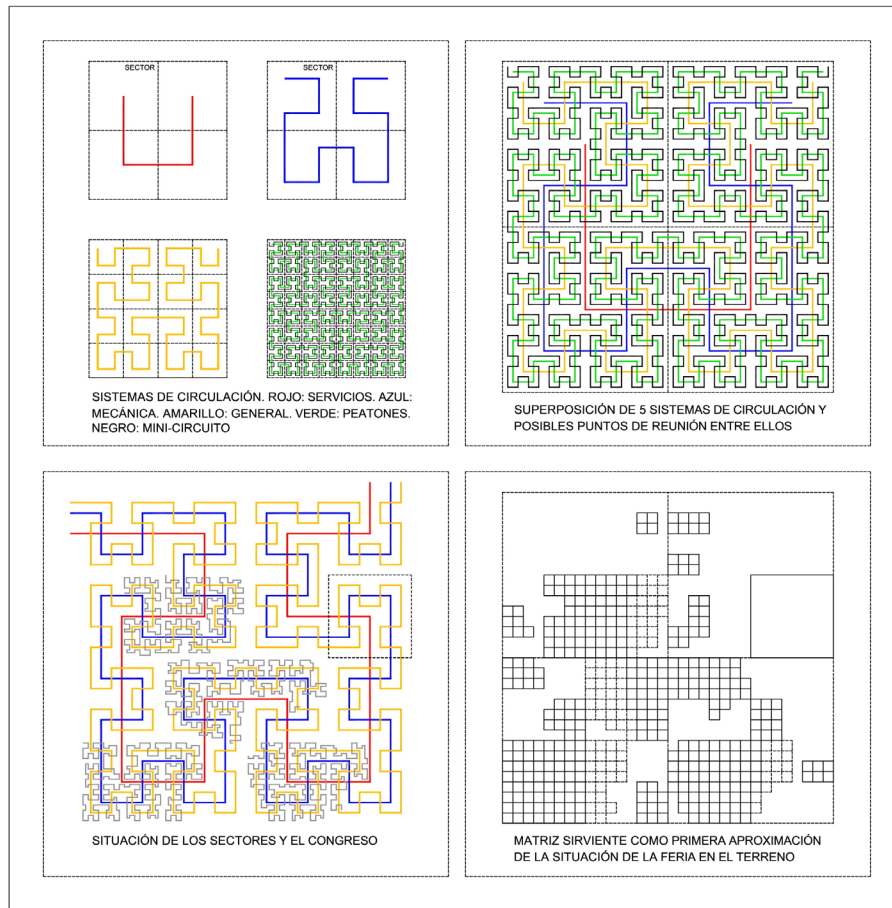 SECTOR
SECTOR
SISTEMAS DE CIRCULACIÓN. ROJO: SERVICIOS. AZUL:
MECÁNICA. AMARILLO: GENERAL. VERDE: PEATONES.
NEGRO: MINI-CIRCUITO
SUPERPOSICIÓN DE 5 SISTEMAS DE CIRCULACIÓN Y
POSIBLES PUNTOS DE REUNIÓN ENTRE ELLOS
SITUACIÓN DE LOS SECTORES Y EL CONGRESO
MATRIZ SIRVIENTE COMO PRIMERA APROXIMACIÓN
DE LA SITUACIÓN DE LA FERIA EN EL TERRENO